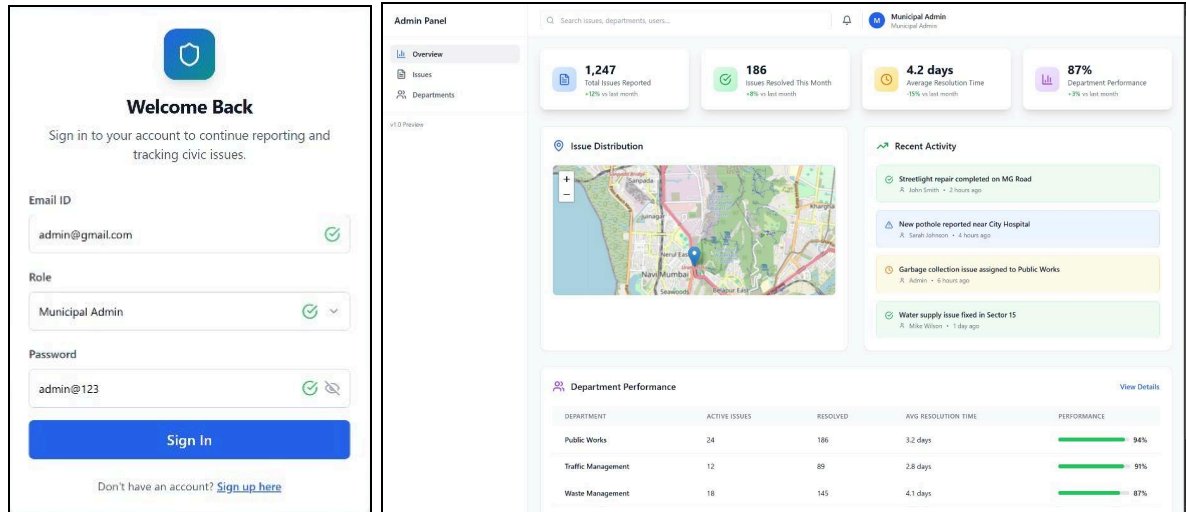 Welcome Back
Sign in to your account to continue reporting and
tracking civic issues.
Email ID
admin@gmail.com
Role
Municipal Admin
Password
admin@123
Sign In
Don't have an account? Sign up here
Admin Panel
Overview
Issues
Departments
v1.0 Preview
Search issues, departments, users...
M
Municipal Admin
Municipal Admin
1,247
Total Issues Reported
+12% vs last month
186
Issues Resolved This Month
+8% vs last month
4.2 days
Average Resolution Time
-15% vs last month
87%
Department Performance
+3% vs last month
Issue Distribution
+
−
Sanpada
Juinagar
Nerul East
Navi Mumbai
Seawoods
Belapur East
Kharghar
Recent Activity
Streetlight repair completed on MG Road
John Smith • 2 hours ago
New pothole reported near City Hospital
Sarah Johnson • 4 hours ago
Garbage collection issue assigned to Public Works
Admin • 6 hours ago
Water supply issue fixed in Sector 15
Mike Wilson • 1 day ago
Department Performance
View Details
DEPARTMENT ACTIVE ISSUES RESOLVED AVG RESOLUTION TIME PERFORMANCE
Public Works 24 186 3.2 days 94%
Traffic Management 12 89 2.8 days 91%
Waste Management 18 145 4.1 days 87%